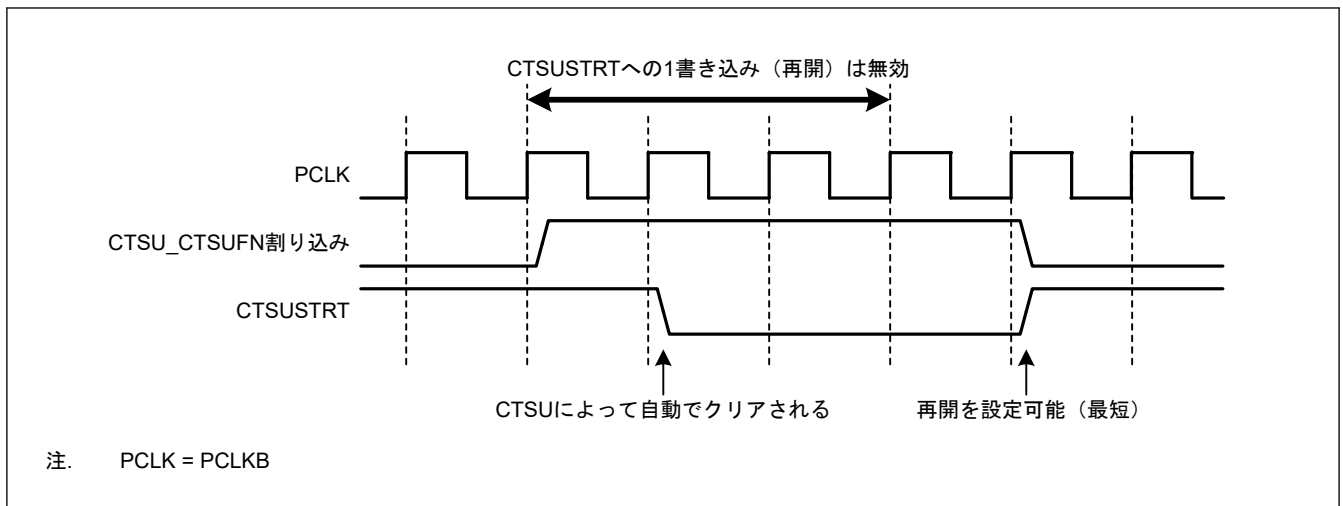 CTSUSTRTへの1書き込み（再開）は無効
PCLK
CTSU_CTSUFN割り込み
CTSUSTRT
CTSUによって自動でクリアされる
再開を設定可能（最短）
注. PCLK = PCLKB